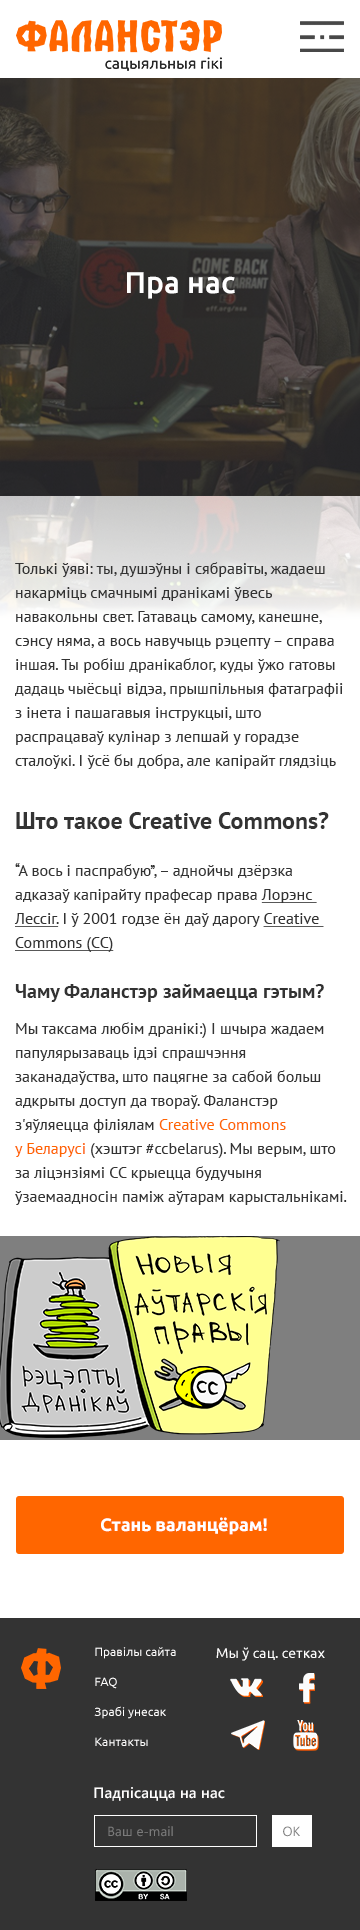 ФАЛАНСТЭР
сацыяльныя гікі
COME BACK
WARRANT
eff.org/nsa
Пра нас
Толькі ўяві: ты, душэўны і сябравіты, жадаеш
накарміць смачнымі дранікамі ўвесь
навакольны свет. Гатаваць самому, канешне,
сэнсу няма, а вось навучыць рэцепту – справа
іншая. Ты робіш дранікаблог, куды ўжо гатовы
дадаць чыёсьці відэа, прышпільныя фатаграфіі
з інета і пашагавыя інструкцыі, што
распрацаваў кулінар з лепшай у горадзе
сталоўкі. І ўсё бы добра, але капірайт глядзіць
Што такое Creative Commons?
“А вось і паспрабую”, – аднойчы дзёрзка
адказаў капірайту прафесар права Лорэнс
Лессіг. І ў 2001 годзе ён даў дарогу Creative
Commons (CC)
Чаму Фаланстэр займаецца гэтым?
Мы таксама любім дранікі:) І шчыра жадаем
папулярызаваць ідэі спрашчэння
заканадаўства, што пацягне за сабой больш
адкрыты доступ да твораў. Фаланстэр
з'яўляецца філіялам Creative Commons
у Беларусі (хэштэг #ccbelarus). Мы верым, што
за ліцэнзіямі СС крыецца будучыня
ўзаемаадносін паміж аўтарам карыстальнікамі.
НОВЫЯ
АЎТАРСКІЯ
ПРАВЫ
CC
РЭЦЭПТЫ
ДРАНІКАЎ
Стань валанцёрам!
Ф
Правілы сайта
FAQ
Зрабі унесак
Кантакты
Мы ў сац. сетках
You
Tube
Падпісацца на нас
Ваш e-mail
OK
cc
BY SA